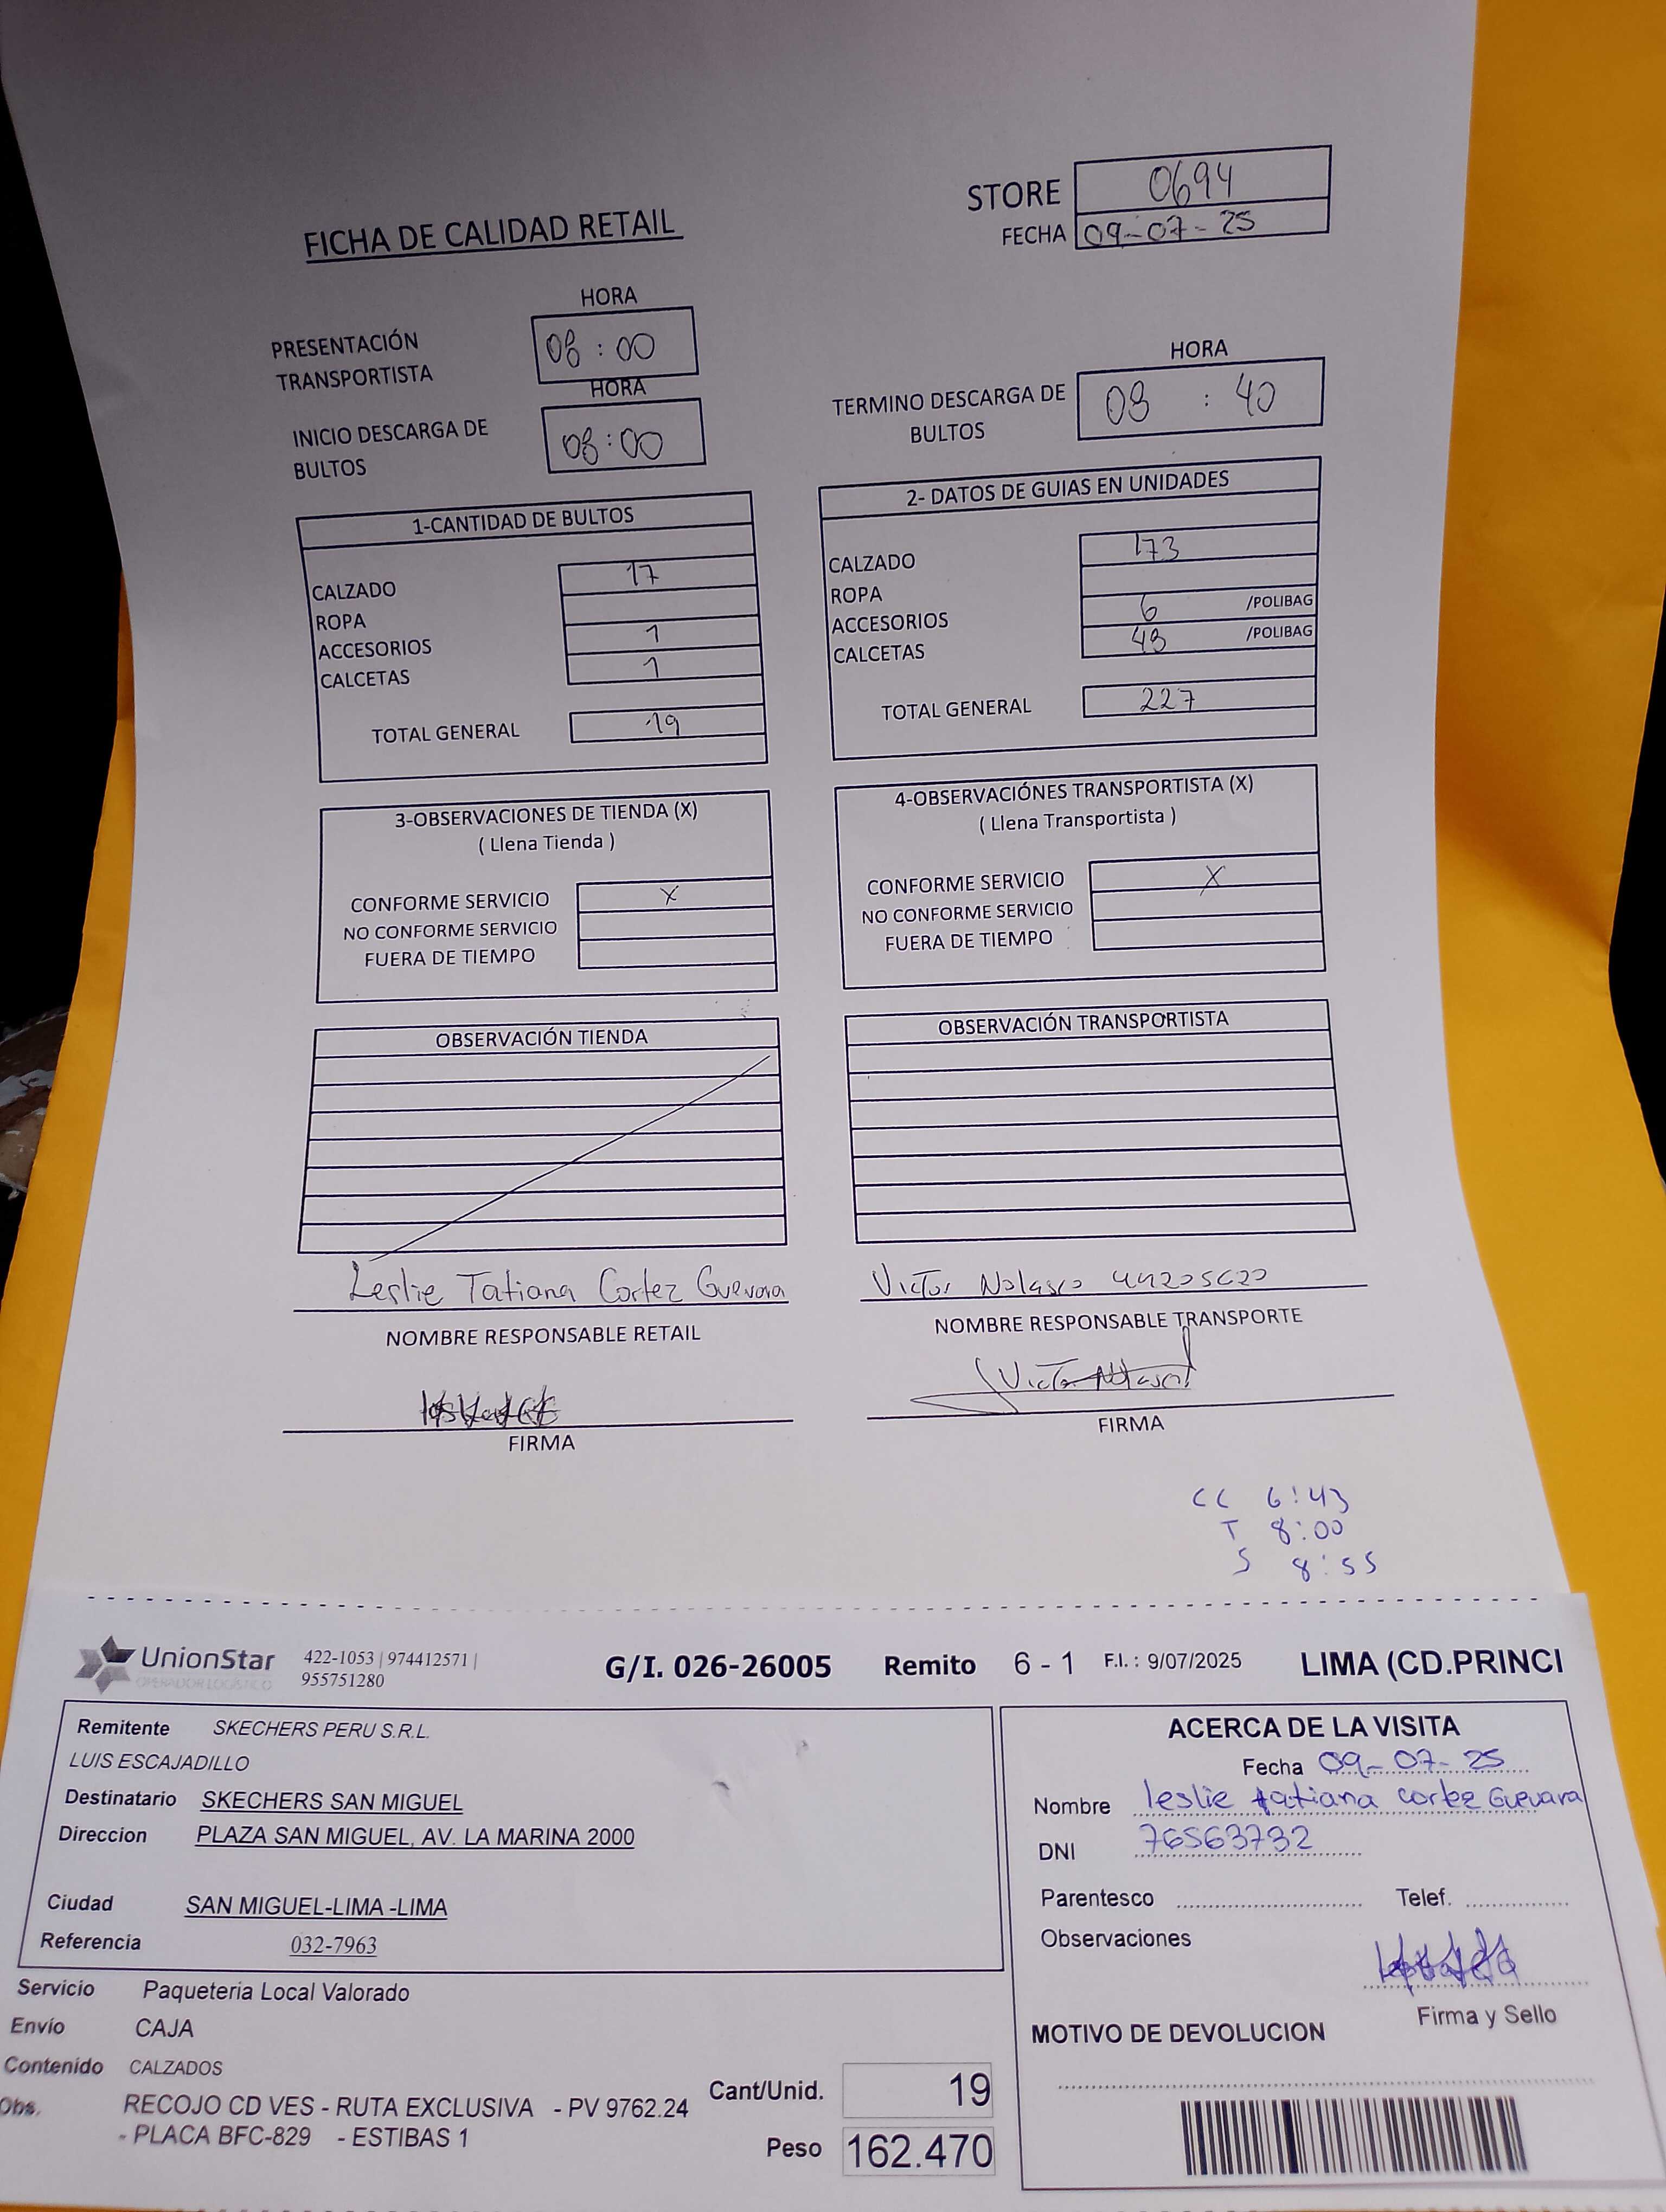 STORE 0694
FICHA DE CALIDAD RETAIL
FECHA 09-07-25
HORA
PRESENTACIÓN TRANSPORTISTA 08:00
HORA
INICIO DESCARGA DE BULTOS 08:00
HORA
TERMINO DESCARGA DE BULTOS 08:40
1-CANTIDAD DE BULTOS
CALZADO 17
ROPA
ACCESORIOS 1
CALCETAS 1
TOTAL GENERAL 19
2- DATOS DE GUIAS EN UNIDADES
CALZADO 173
ROPA
ACCESORIOS 6 /POLIBAG
CALCETAS 48 /POLIBAG
TOTAL GENERAL 227
3-OBSERVACIONES DE TIENDA (X)
( Llena Tienda )
CONFORME SERVICIO X
NO CONFORME SERVICIO
FUERA DE TIEMPO
4-OBSERVACIÓNES TRANSPORTISTA (X)
( Llena Transportista )
CONFORME SERVICIO X
NO CONFORME SERVICIO
FUERA DE TIEMPO
OBSERVACIÓN TIENDA
OBSERVACIÓN TRANSPORTISTA
Leslie Tatiana Cortez Guevara
NOMBRE RESPONSABLE RETAIL
FIRMA
Victor Nolasco
NOMBRE RESPONSABLE TRANSPORTE
FIRMA
CC 6:43
T 8:00
S 8:55
UnionStar
OPERADOR LOGISTICO
422-1053 | 974412571 |
955751280
G/I. 026-26005 Remito 6 - 1 F.I. : 9/07/2025 LIMA (CD.PRINCI
Remitente SKECHERS PERU S.R.L.
LUIS ESCAJADILLO
Destinatario SKECHERS SAN MIGUEL
Direccion PLAZA SAN MIGUEL, AV. LA MARINA 2000
Ciudad SAN MIGUEL-LIMA -LIMA
Referencia 032-7963
Servicio Paqueteria Local Valorado
Envío CAJA
Contenido CALZADOS
Obs. RECOJO CD VES - RUTA EXCLUSIVA - PV 9762.24
- PLACA BFC-829 - ESTIBAS 1
Cant/Unid. 19
Peso 162.470
ACERCA DE LA VISITA
Fecha 09-07-25
Nombre leslie tatiana cortez Guevara
DNI 76563732
Parentesco Telef.
Observaciones
Firma y Sello
MOTIVO DE DEVOLUCION